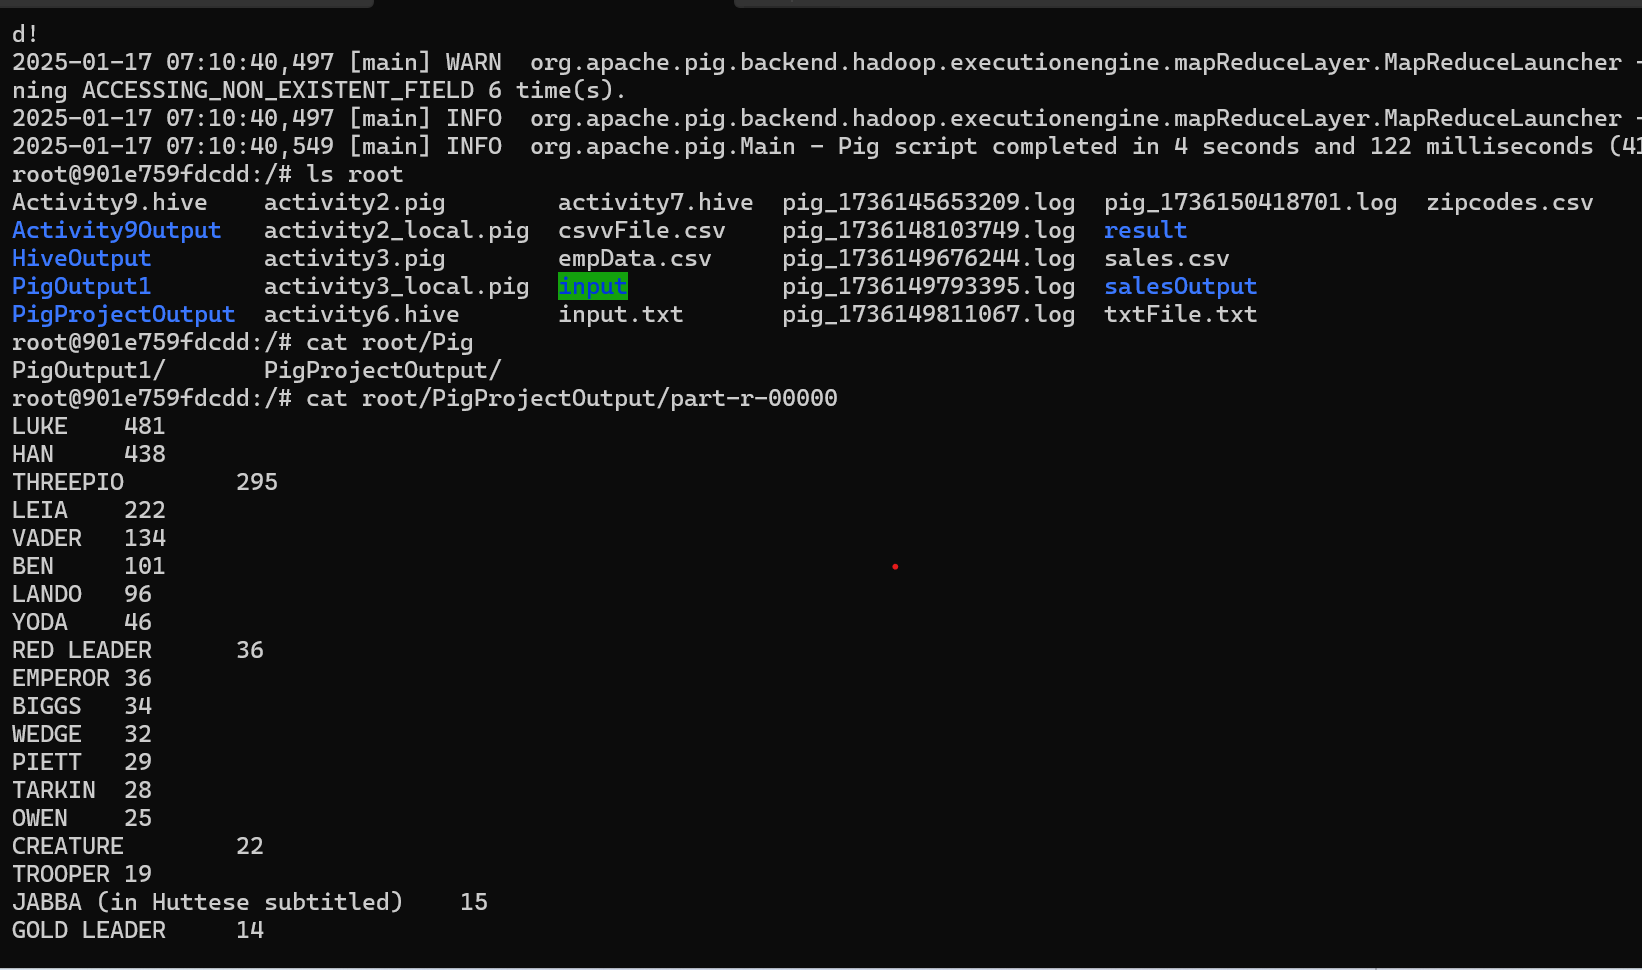 d!
2025-01-17 07:10:40,497 [main] WARN  org.apache.pig.backend.hadoop.executionengine.mapReduceLayer.MapReduceLauncher -
ning ACCESSING_NON_EXISTENT_FIELD 6 time(s).
2025-01-17 07:10:40,497 [main] INFO  org.apache.pig.backend.hadoop.executionengine.mapReduceLayer.MapReduceLauncher -
2025-01-17 07:10:40,549 [main] INFO  org.apache.pig.Main - Pig script completed in 4 seconds and 122 milliseconds (41
root@901e759fdcdd:/# ls root
Activity9.hive    activity2.pig        activity7.hive  pig_1736145653209.log  pig_1736150418701.log  zipcodes.csv
Activity9Output   activity2_local.pig  csvvFile.csv    pig_1736148103749.log  result
HiveOutput        activity3.pig        empData.csv     pig_1736149676244.log  sales.csv
PigOutput1        activity3_local.pig  input           pig_1736149793395.log  salesOutput
PigProjectOutput  activity6.hive       input.txt       pig_1736149811067.log  txtFile.txt
root@901e759fdcdd:/# cat root/Pig
PigOutput1/       PigProjectOutput/
root@901e759fdcdd:/# cat root/PigProjectOutput/part-r-00000
LUKE    481
HAN     438
THREEPIO        295
LEIA    222
VADER   134
BEN     101
LANDO   96
YODA    46
RED LEADER      36
EMPEROR 36
BIGGS   34
WEDGE   32
PIETT   29
TARKIN  28
OWEN    25
CREATURE        22
TROOPER 19
JABBA (in Huttese subtitled)    15
GOLD LEADER     14